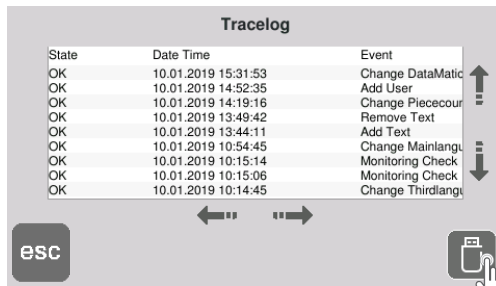 Tracelog
State Date Time Event
OK 10.01.2019 15:31:53 Change DataMatic
OK 10.01.2019 14:52:35 Add User
OK 10.01.2019 14:19:16 Change Piececour
OK 10.01.2019 13:49:42 Remove Text
OK 10.01.2019 13:44:11 Add Text
OK 10.01.2019 10:54:45 Change Mainlangu
OK 10.01.2019 10:15:14 Monitoring Check
OK 10.01.2019 10:15:06 Monitoring Check
OK 10.01.2019 10:14:45 Change Thirdlangu
esc